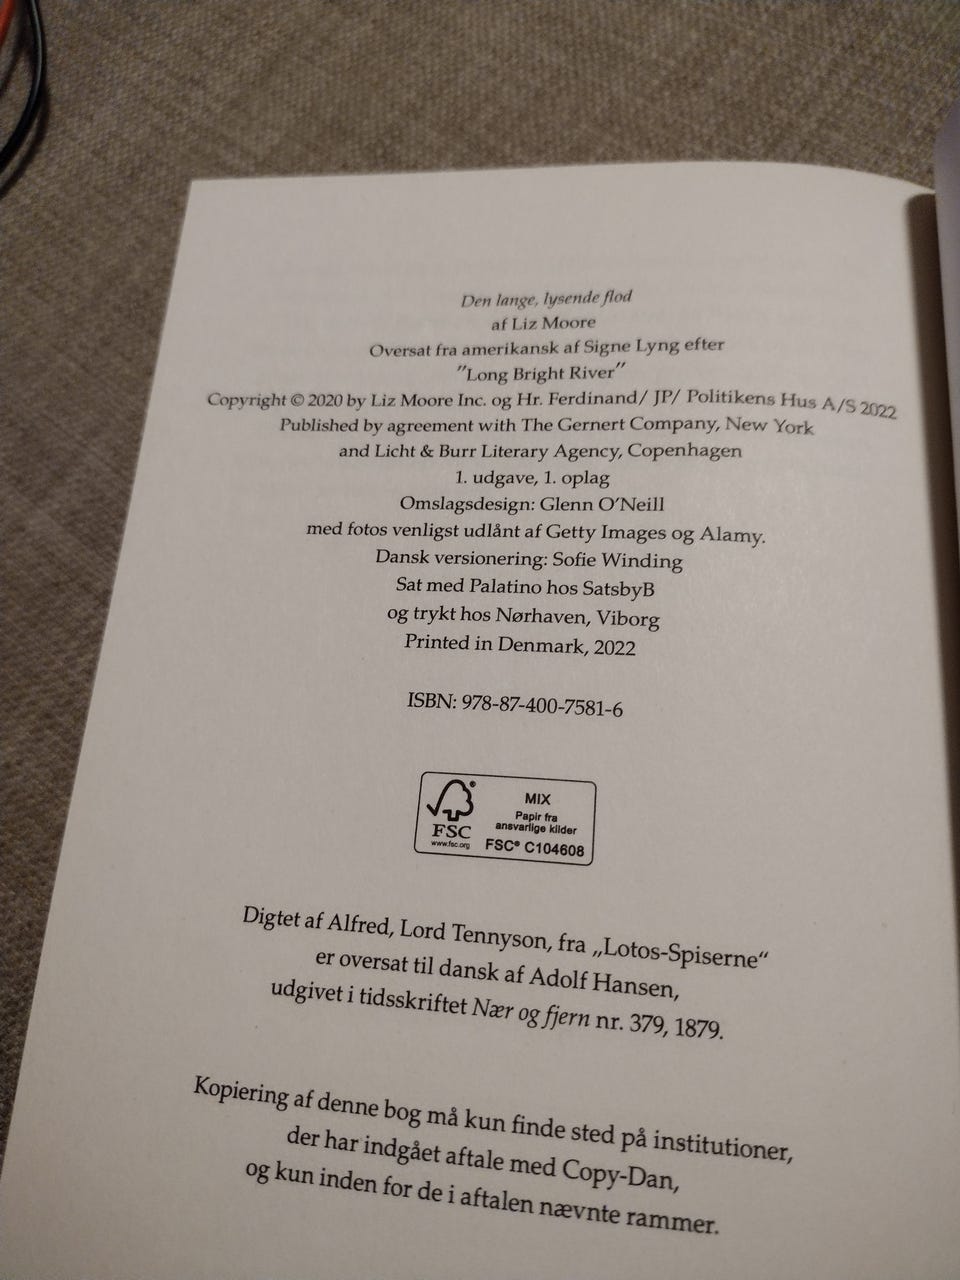 Den lange, lysende flod
af Liz Moore
Oversat fra amerikansk af Signe Lyng efter
"Long Bright River"
Copyright © 2020 by Liz Moore Inc. og Hr. Ferdinand/ JP/ Politikens Hus A/S 2022
Published by agreement with The Gernert Company, New York
and Licht & Burr Literary Agency, Copenhagen
1. udgave, 1. oplag
Omslagsdesign: Glenn O'Neill
med fotos venligst udlånt af Getty Images og Alamy.
Dansk versionering: Sofie Winding
Sat med Palatino hos SatsbyB
og trykt hos Nørhaven, Viborg
Printed in Denmark, 2022
ISBN: 978-87-400-7581-6
FSC
www.fsc.org
MIX
Papir fra
ansvarlige kilder
FSC® C104608
Digtet af Alfred, Lord Tennyson, fra „Lotos-Spiserne“
er oversat til dansk af Adolf Hansen,
udgivet i tidsskriftet Nær og fjern nr. 379, 1879.
Kopiering af denne bog må kun finde sted på institutioner,
der har indgået aftale med Copy-Dan,
og kun inden for de i aftalen nævnte rammer.